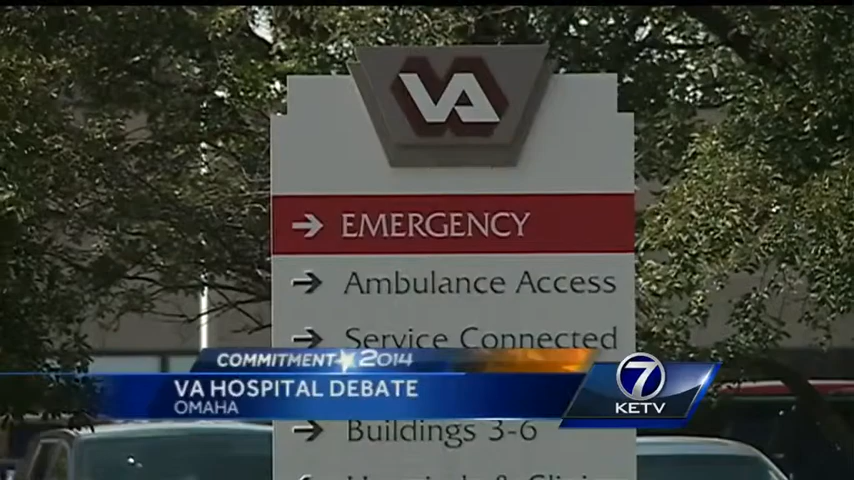 VA
EMERGENCY
Ambulance Access
Service Connected
COMMITMENT 2014
VA HOSPITAL DEBATE
OMAHA
7
KETV
Buildings 3-6